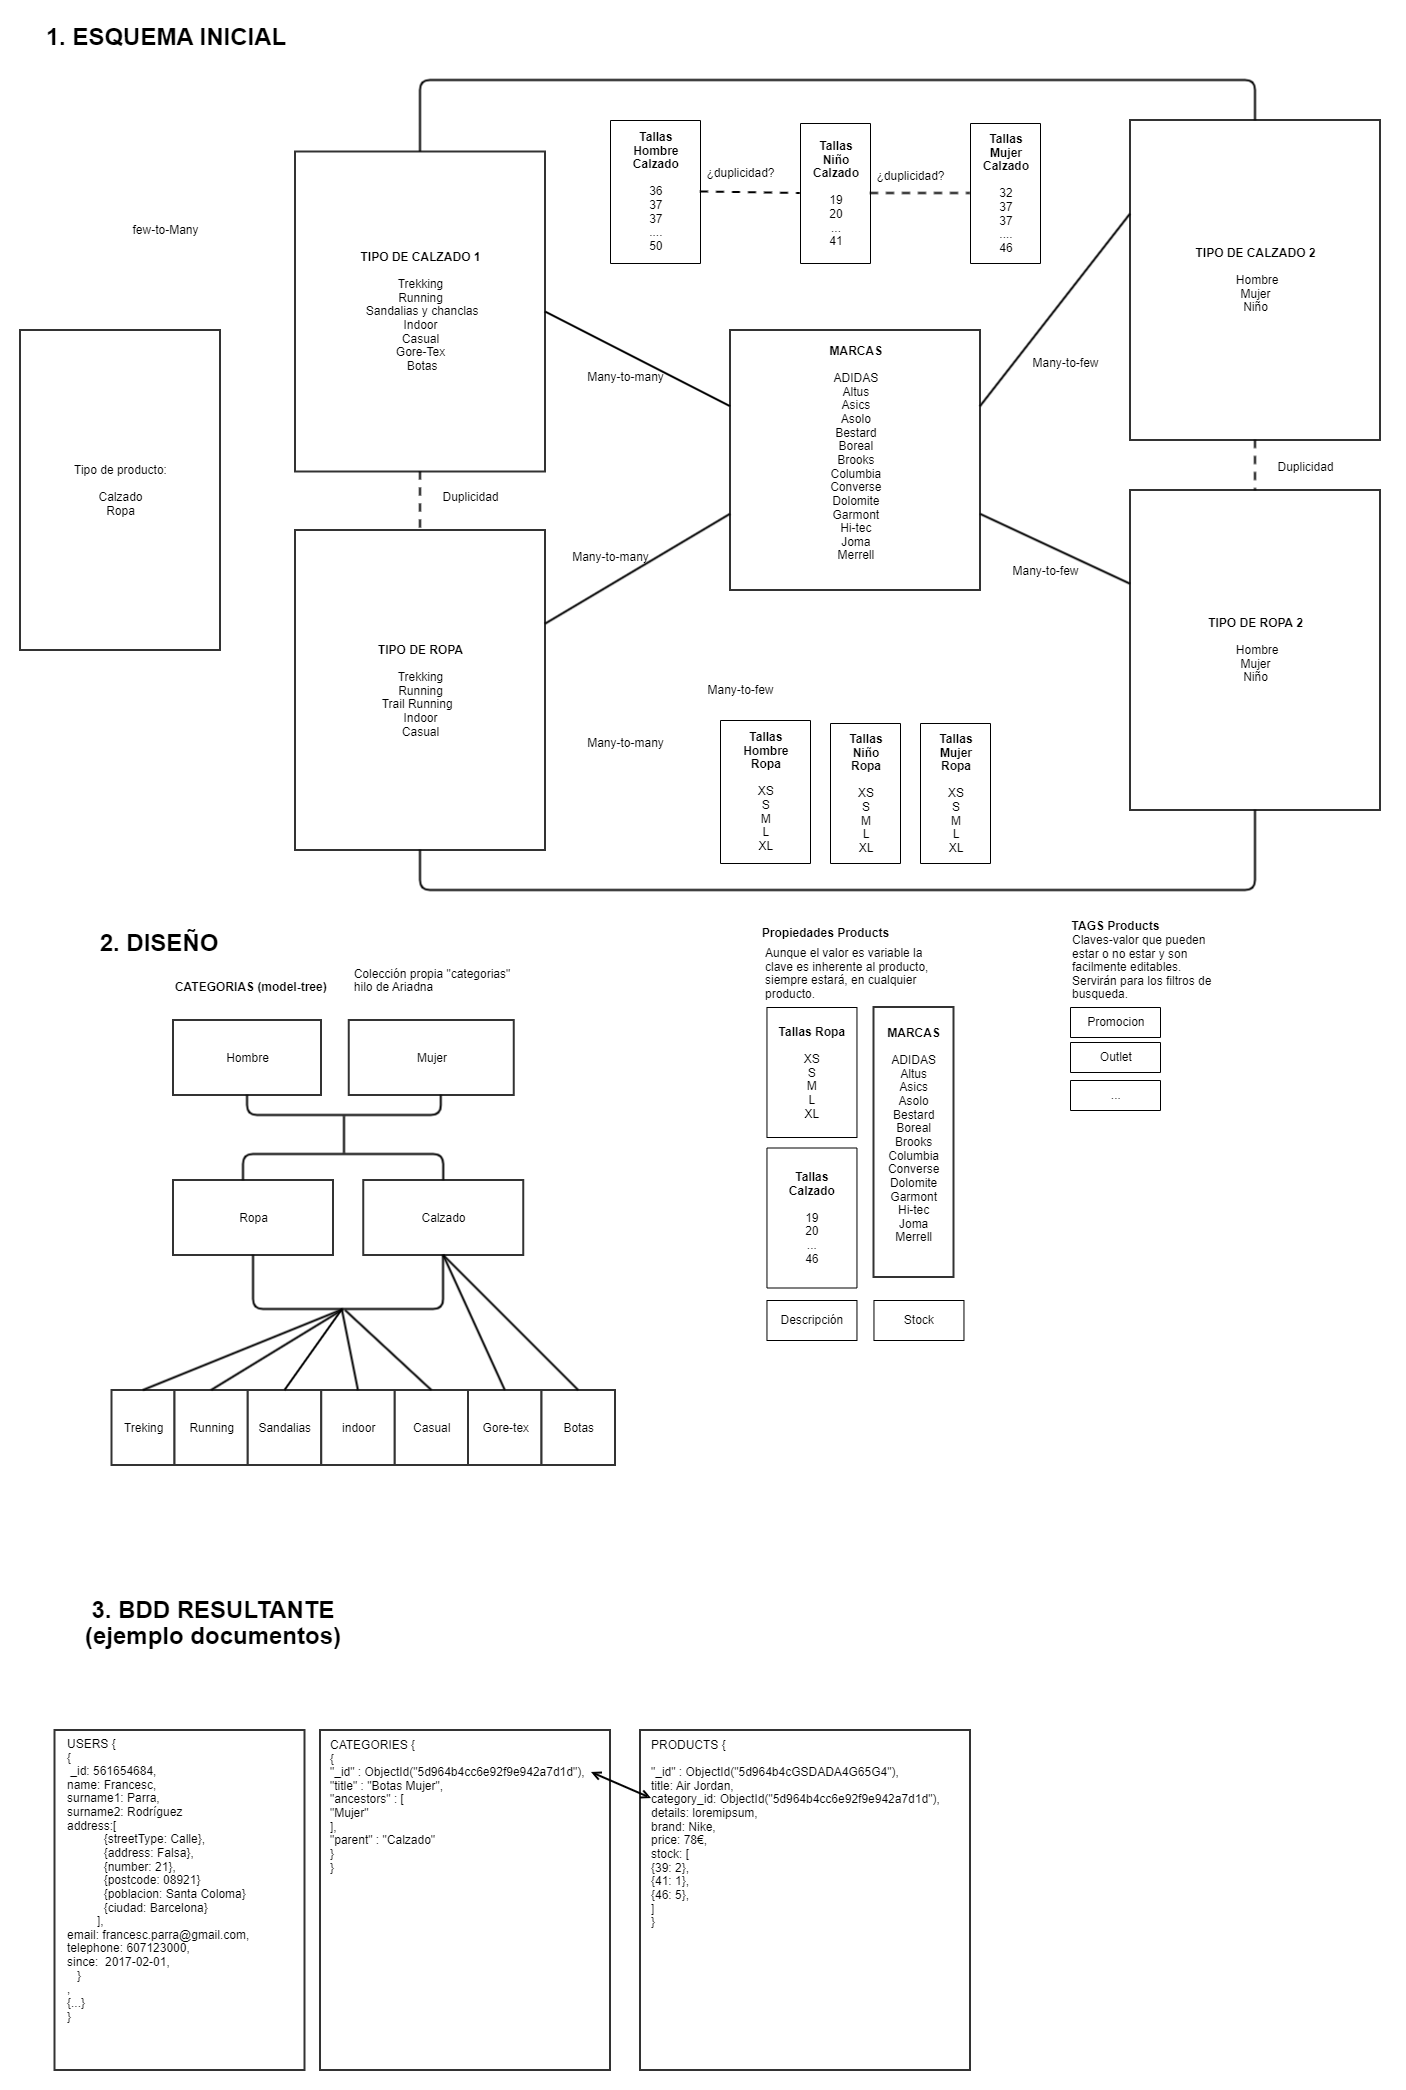 1. ESQUEMA INICIAL
few-to-Many
Tipo de producto:
Calzado
Ropa
TIPO DE CALZADO 1
Trekking
Running
Sandalias y chanclas
Indoor
Casual
Gore-Tex
Botas
Duplicidad
TIPO DE ROPA
Trekking
Running
Trail Running
Indoor
Casual
Tallas
Hombre
Calzado
36
37
37
....
50
¿duplicidad?
Tallas
Niño
Calzado
19
20
...
41
¿duplicidad?
Tallas
Mujer
Calzado
32
37
37
....
46
Many-to-many
Many-to-many
MARCAS
ADIDAS
Altus
Asics
Asolo
Bestard
Boreal
Brooks
Columbia
Converse
Dolomite
Garmont
Hi-tec
Joma
Merrell
Many-to-few
Many-to-few
TIPO DE CALZADO 2
Hombre
Mujer
Niño
Duplicidad
TIPO DE ROPA 2
Hombre
Mujer
Niño
Many-to-few
Many-to-many
Tallas
Hombre
Ropa
XS
S
M
L
XL
Tallas
Niño
Ropa
XS
S
M
L
XL
Tallas
Mujer
Ropa
XS
S
M
L
XL
2. DISEÑO
CATEGORIAS (model-tree)
Colección propia "categorias"
hilo de Ariadna
Hombre
Mujer
Ropa
Calzado
Treking
Running
Sandalias
indoor
Casual
Gore-tex
Botas
Propiedades Products
Aunque el valor es variable la
clave es inherente al producto,
siempre estará, en cualquier
producto.
Tallas Ropa
XS
S
M
L
XL
Tallas
Calzado
19
20
...
46
MARCAS
ADIDAS
Altus
Asics
Asolo
Bestard
Boreal
Brooks
Columbia
Converse
Dolomite
Garmont
Hi-tec
Joma
Merrell
Descripción
Stock
TAGS Products
Claves-valor que pueden
estar o no estar y son
facilmente editables.
Servirán para los filtros de
busqueda.
Promocion
Outlet
...
3. BDD RESULTANTE
(ejemplo documentos)
USERS {
{
_id: 561654684,
name: Francesc,
surname1: Parra,
surname2: Rodríguez
address:[
{streetType: Calle},
{address: Falsa},
{number: 21},
{postcode: 08921}
{poblacion: Santa Coloma}
{ciudad: Barcelona}
],
email: francesc.parra@gmail.com,
telephone: 607123000,
since: 2017-02-01,
}
,
{...}
}
CATEGORIES {
{
"_id" : ObjectId("5d964b4cc6e92f9e942a7d1d"),
"title" : "Botas Mujer",
"ancestors" : [
"Mujer"
],
"parent" : "Calzado"
}
}
PRODUCTS {
"_id" : ObjectId("5d964b4cGSDADA4G65G4"),
title: Air Jordan,
category_id: ObjectId("5d964b4cc6e92f9e942a7d1d"),
details: loremipsum,
brand: Nike,
price: 78€,
stock: [
{39: 2},
{41: 1},
{46: 5},
]
}